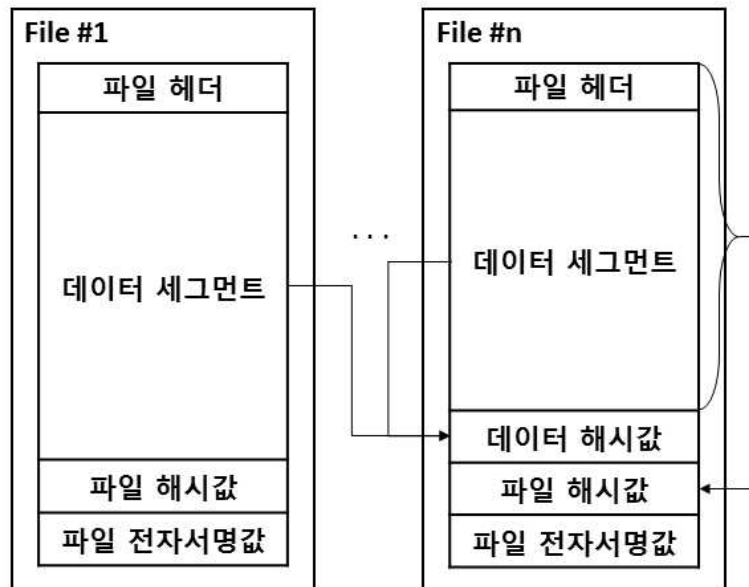 File #1
파일 헤더
데이터 세그먼트
파일 해시값
파일 전자서명값
...
File #n
파일 헤더
데이터 세그먼트
데이터 해시값
파일 해시값
파일 전자서명값